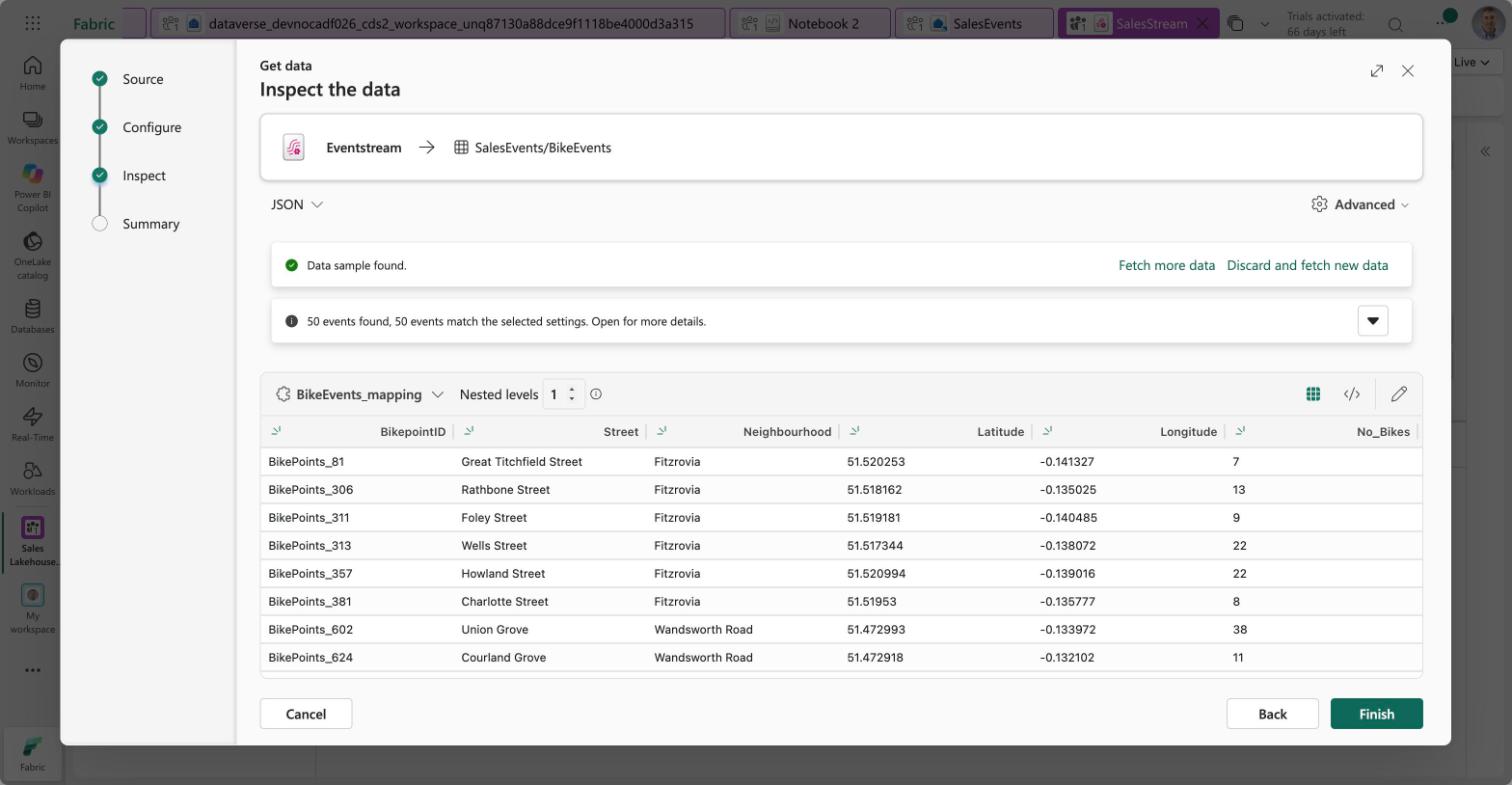 Fabric
dataverse_devnocadf026_cds2_workspace_unq87130a88dce9f1118be4000d3a315
Notebook 2
SalesEvents
SalesStream
Trials activated:
66 days left
Live
Home
Workspaces
Power BI
Copilot
OneLake
catalog
Databases
Monitor
Real-Time
Workloads
Sales
Lakehouse...
My
workspace
Fabric
Source
Configure
Inspect
Summary
Get data
Inspect the data
Eventstream → SalesEvents/BikeEvents
JSON
Advanced
Data sample found.
Fetch more data Discard and fetch new data
50 events found, 50 events match the selected settings. Open for more details.
BikeEvents_mapping Nested levels 1
BikepointID Street Neighbourhood Latitude Longitude No_Bikes
BikePoints_81 Great Titchfield Street Fitzrovia 51.520253 -0.141327 7
BikePoints_306 Rathbone Street Fitzrovia 51.518162 -0.135025 13
BikePoints_311 Foley Street Fitzrovia 51.519181 -0.140485 9
BikePoints_313 Wells Street Fitzrovia 51.517344 -0.138072 22
BikePoints_357 Howland Street Fitzrovia 51.520994 -0.139016 22
BikePoints_381 Charlotte Street Fitzrovia 51.51953 -0.135777 8
BikePoints_602 Union Grove Wandsworth Road 51.472993 -0.133972 38
BikePoints_624 Courland Grove Wandsworth Road 51.472918 -0.132102 11
Cancel Back Finish